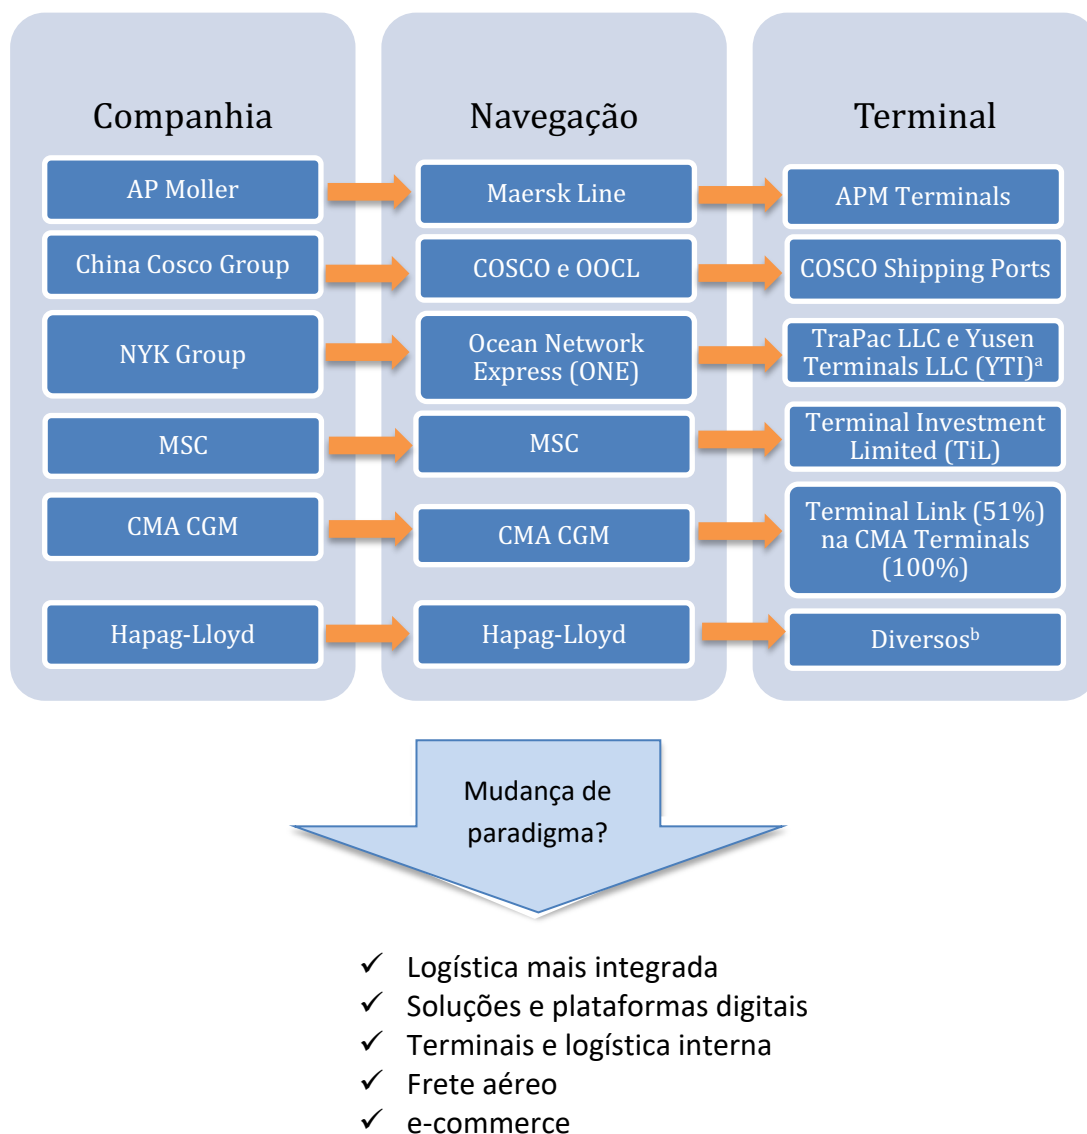 Companhia
Navegação
Terminal
AP Moller
Maersk Line
APM Terminals
China Cosco Group
COSCO e OOCL
COSCO Shipping Ports
NYK Group
Ocean Network
Express (ONE)
TraPac LLC e Yusen
Terminals LLC (YTI)ᵃ
MSC
MSC
Terminal Investment
Limited (TiL)
CMA CGM
CMA CGM
Terminal Link (51%)
na CMA Terminals
(100%)
Hapag-Lloyd
Hapag-Lloyd
Diversosᵇ
Mudança de
paradigma?
✓ Logística mais integrada
✓ Soluções e plataformas digitais
✓ Terminais e logística interna
✓ Frete aéreo
✓ e-commerce